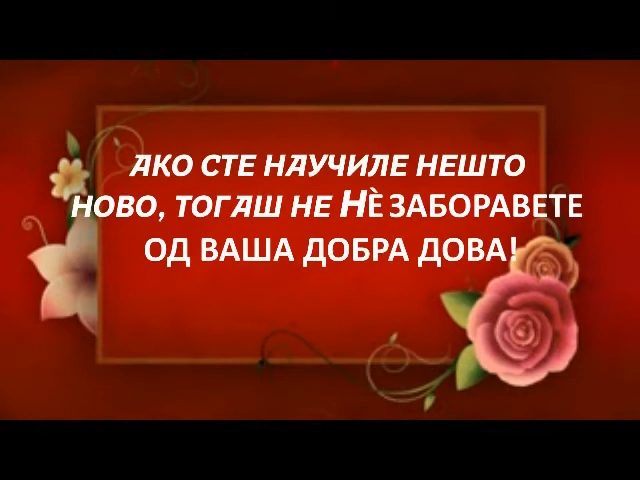 АКО СТЕ НАУЧИЛЕ НЕШТО
НОВО, ТОГАШ НЕ НÈ ЗАБОРАВЕТЕ
ОД ВАША ДОБРА ДОВА!